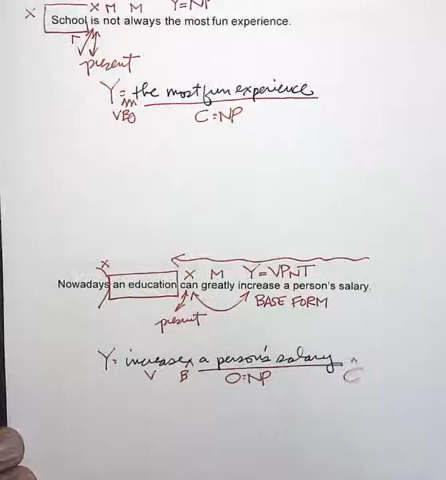 X M M Y=NP
X
School is not always the most fun experience.
present
Y= the most fun experience
VBO C=NP
X
X M Y=VPNT
Nowadays an education can greatly increase a person's salary.
present BASE FORM
Y= increase a person's salary
V B O=NP C